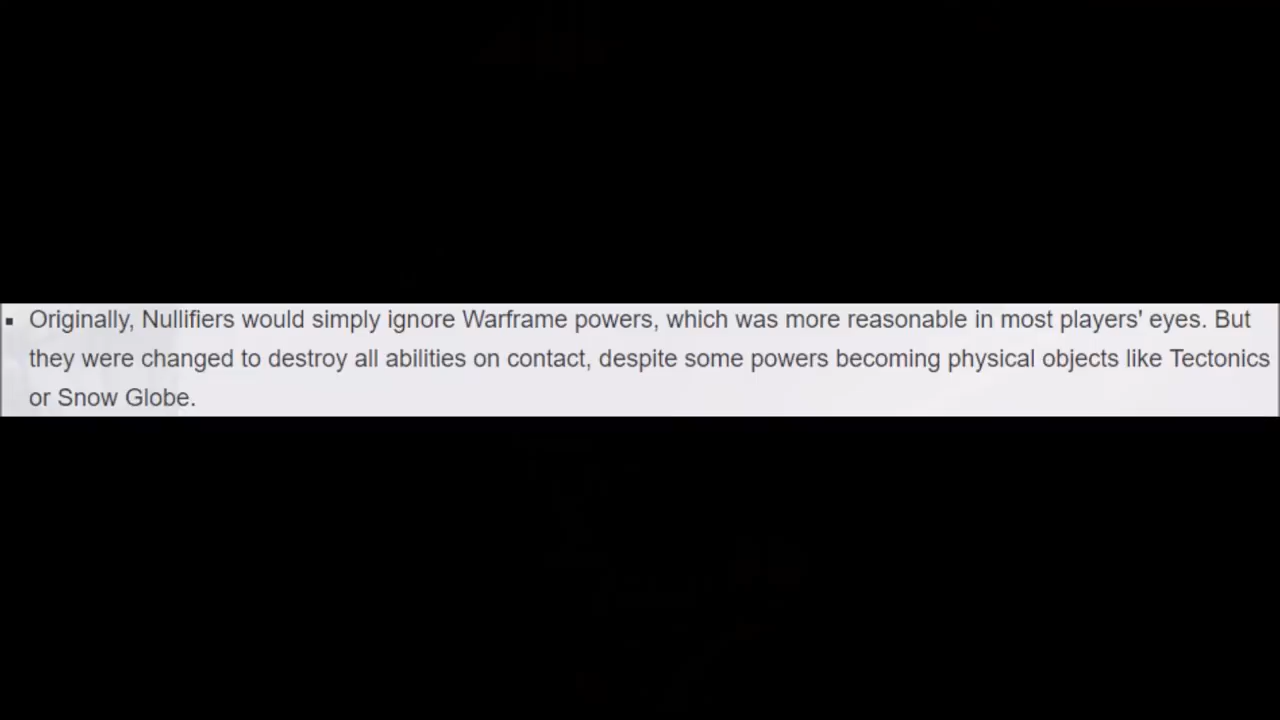 ▪ Originally, Nullifiers would simply ignore Warframe powers, which was more reasonable in most players' eyes. But
they were changed to destroy all abilities on contact, despite some powers becoming physical objects like Tectonics
or Snow Globe.